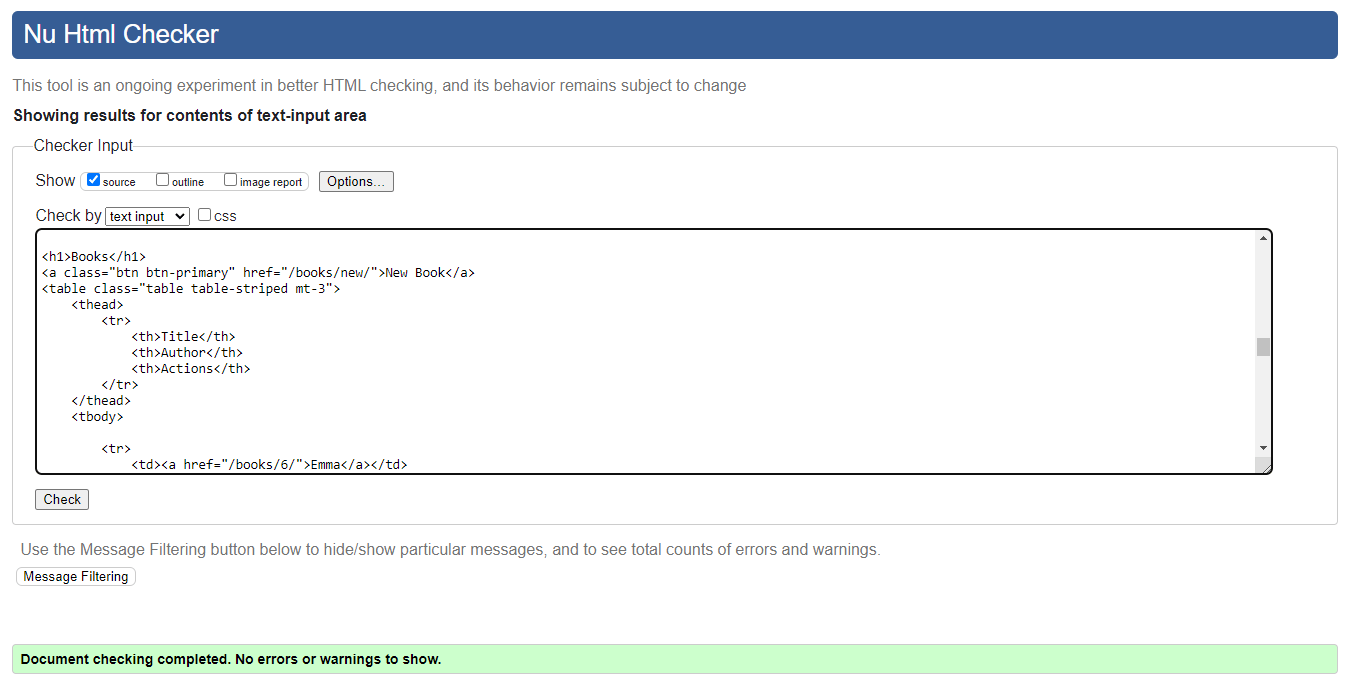 Nu Html Checker
This tool is an ongoing experiment in better HTML checking, and its behavior remains subject to change
Showing results for contents of text-input area
Checker Input
Show source outline image report Options...
Check by text input css
<h1>Books</h1>
<a class="btn btn-primary" href="/books/new/">New Book</a>
<table class="table table-striped mt-3">
    <thead>
        <tr>
            <th>Title</th>
            <th>Author</th>
            <th>Actions</th>
        </tr>
    </thead>
    <tbody>
        <tr>
            <td><a href="/books/6/">Emma</a></td>
Check
Use the Message Filtering button below to hide/show particular messages, and to see total counts of errors and warnings.
Message Filtering
Document checking completed. No errors or warnings to show.